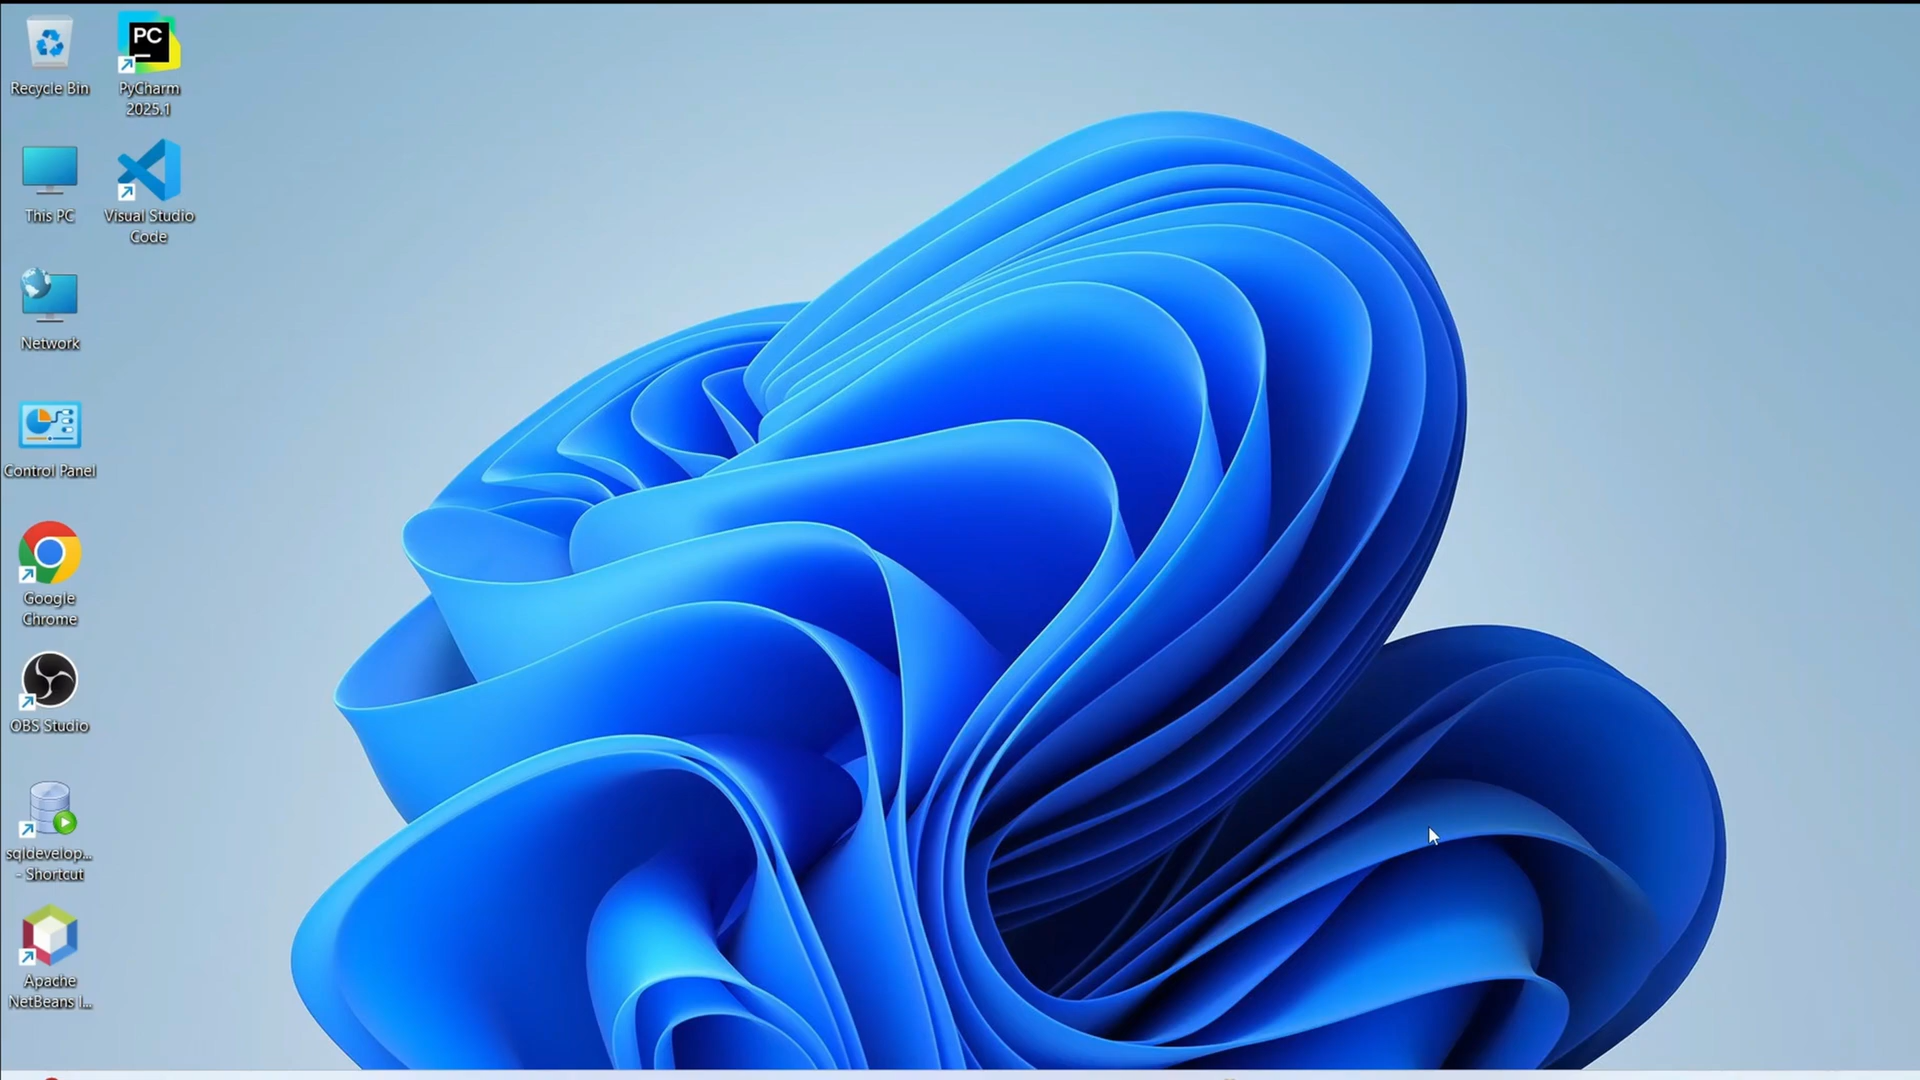 Recycle Bin
PC
PyCharm
2025.1
This PC
Visual Studio
Code
Network
Control Panel
Google
Chrome
OBS Studio
sqldevelop...
- Shortcut
Apache
NetBeans I...